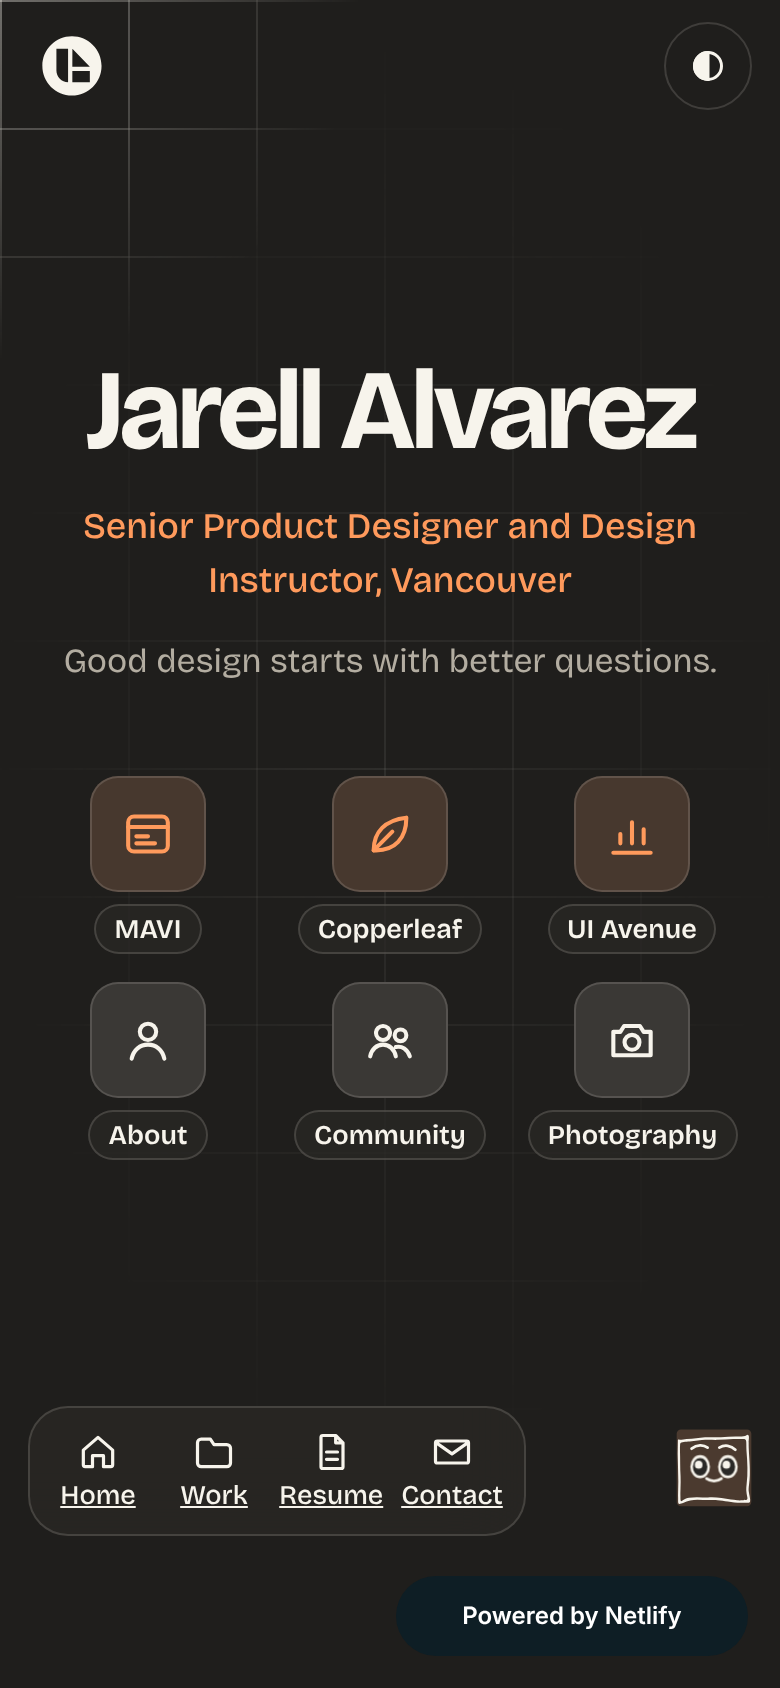 Jarell Alvarez
Senior Product Designer and Design
Instructor, Vancouver
Good design starts with better questions.
MAVI
Copperleaf
UI Avenue
About
Community
Photography
Home
Work
Resume
Contact
Powered by Netlify